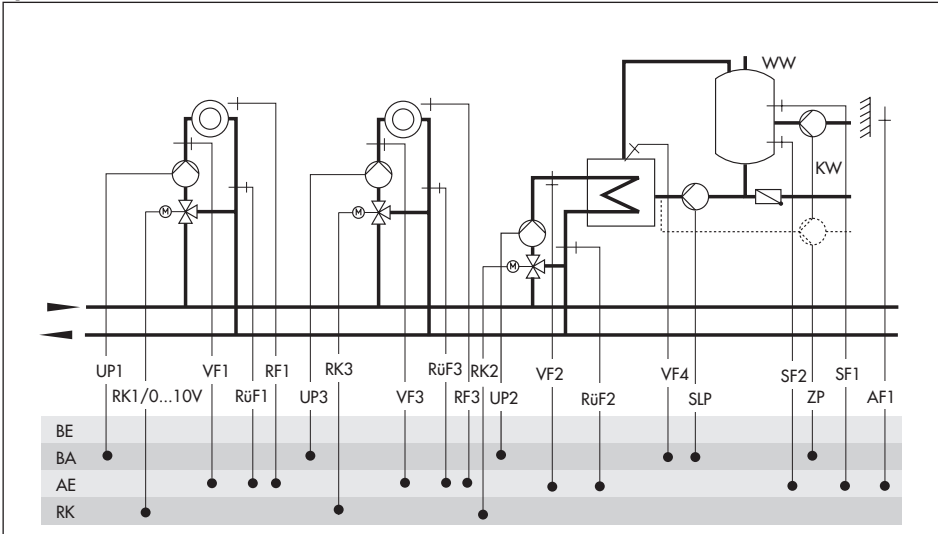 WW
KW
M
M
M
UP1
VF1
RF1
RK3
RüF3
RK2
VF2
VF4
SF2
SF1
RK1/0...10V
RüF1
UP3
VF3
RF3
UP2
RüF2
SLP
ZP
AF1
BE
BA
AE
RK